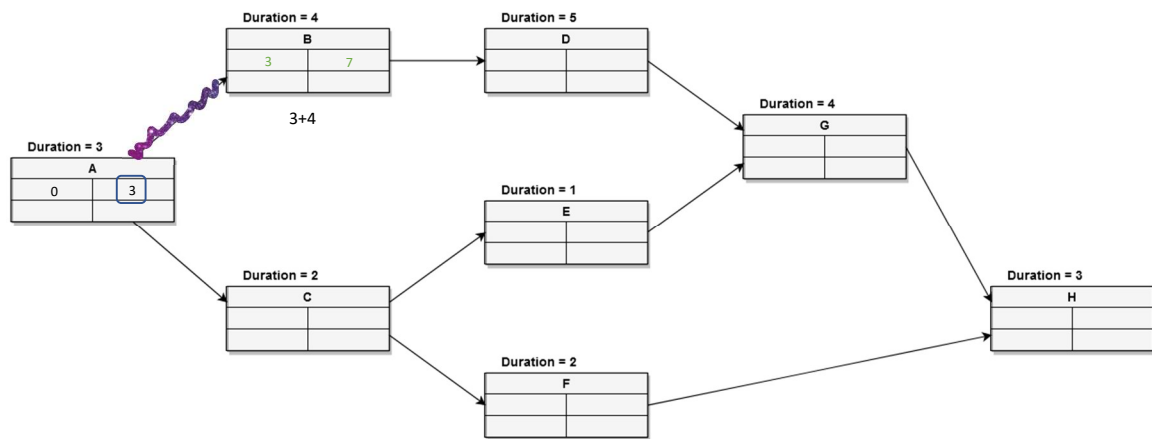 Duration = 4
B
3 7
3+4
Duration = 5
D
Duration = 4
G
Duration = 3
A
0 3
Duration = 1
E
Duration = 2
C
Duration = 3
H
Duration = 2
F